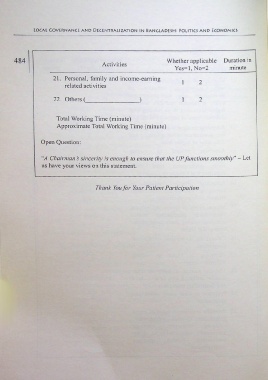 LOCAL GOVERNANCE AND DECENTRALIZATION IN BANGLADESH: POLITICS AND ECONOMICS
484
Activities Whether applicable Yes=1, No=2 Duration in minute
21. Personal, family and income-earning 1 2
related activities
22. Others (____________) 1 2
Total Working Time (minute)
Approximate Total Working Time (minute)
Open Question:
"A Chairman's sincerity is enough to ensure that the UP functions smoothly" – Let
us have your views on this statement.
Thank You for Your Patient Participation